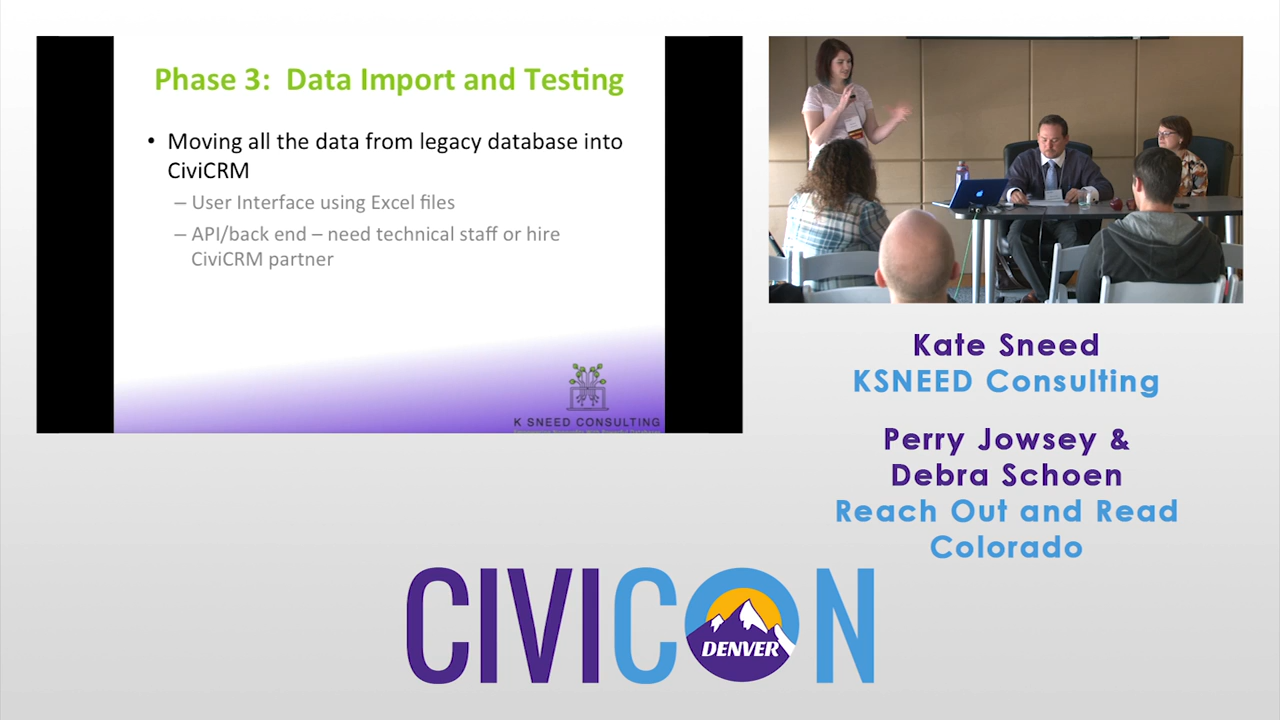 Phase 3: Data Import and Testing
• Moving all the data from legacy database into
CiviCRM
– User Interface using Excel files
– API/back end – need technical staff or hire
CiviCRM partner
K SNEED CONSULTING
Kate Sneed
KSNEED Consulting
Perry Jowsey &
Debra Schoen
Reach Out and Read
Colorado
CIVICON
DENVER